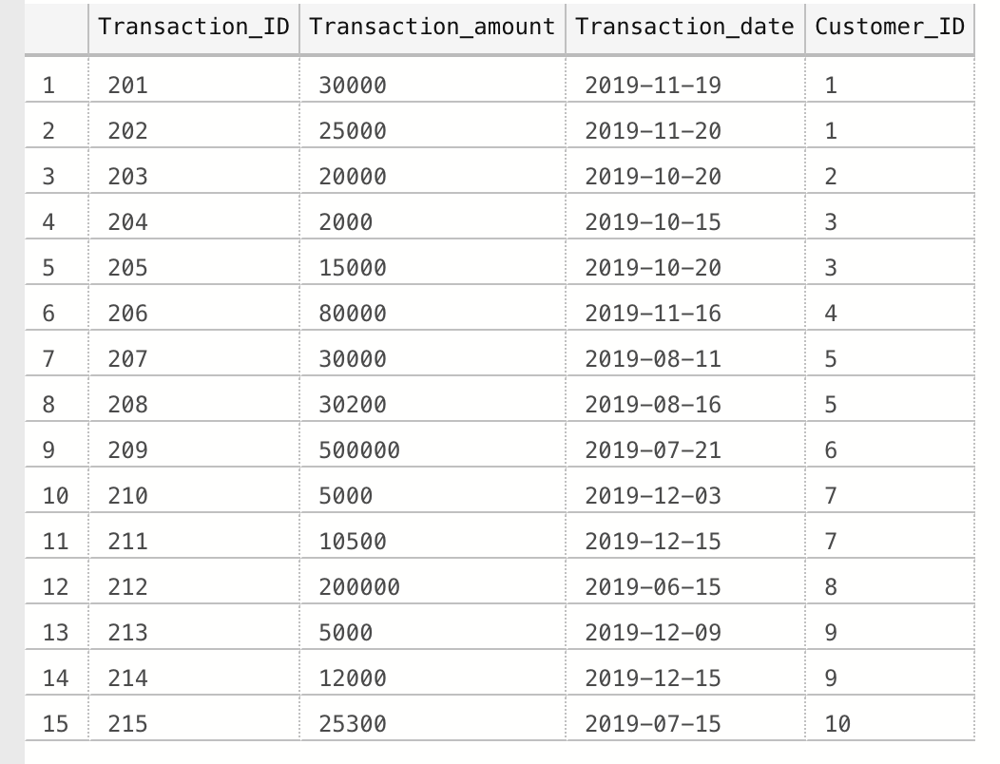 Transaction_ID Transaction_amount Transaction_date Customer_ID
1 201 30000 2019-11-19 1
2 202 25000 2019-11-20 1
3 203 20000 2019-10-20 2
4 204 2000 2019-10-15 3
5 205 15000 2019-10-20 3
6 206 80000 2019-11-16 4
7 207 30000 2019-08-11 5
8 208 30200 2019-08-16 5
9 209 500000 2019-07-21 6
10 210 5000 2019-12-03 7
11 211 10500 2019-12-15 7
12 212 200000 2019-06-15 8
13 213 5000 2019-12-09 9
14 214 12000 2019-12-15 9
15 215 25300 2019-07-15 10